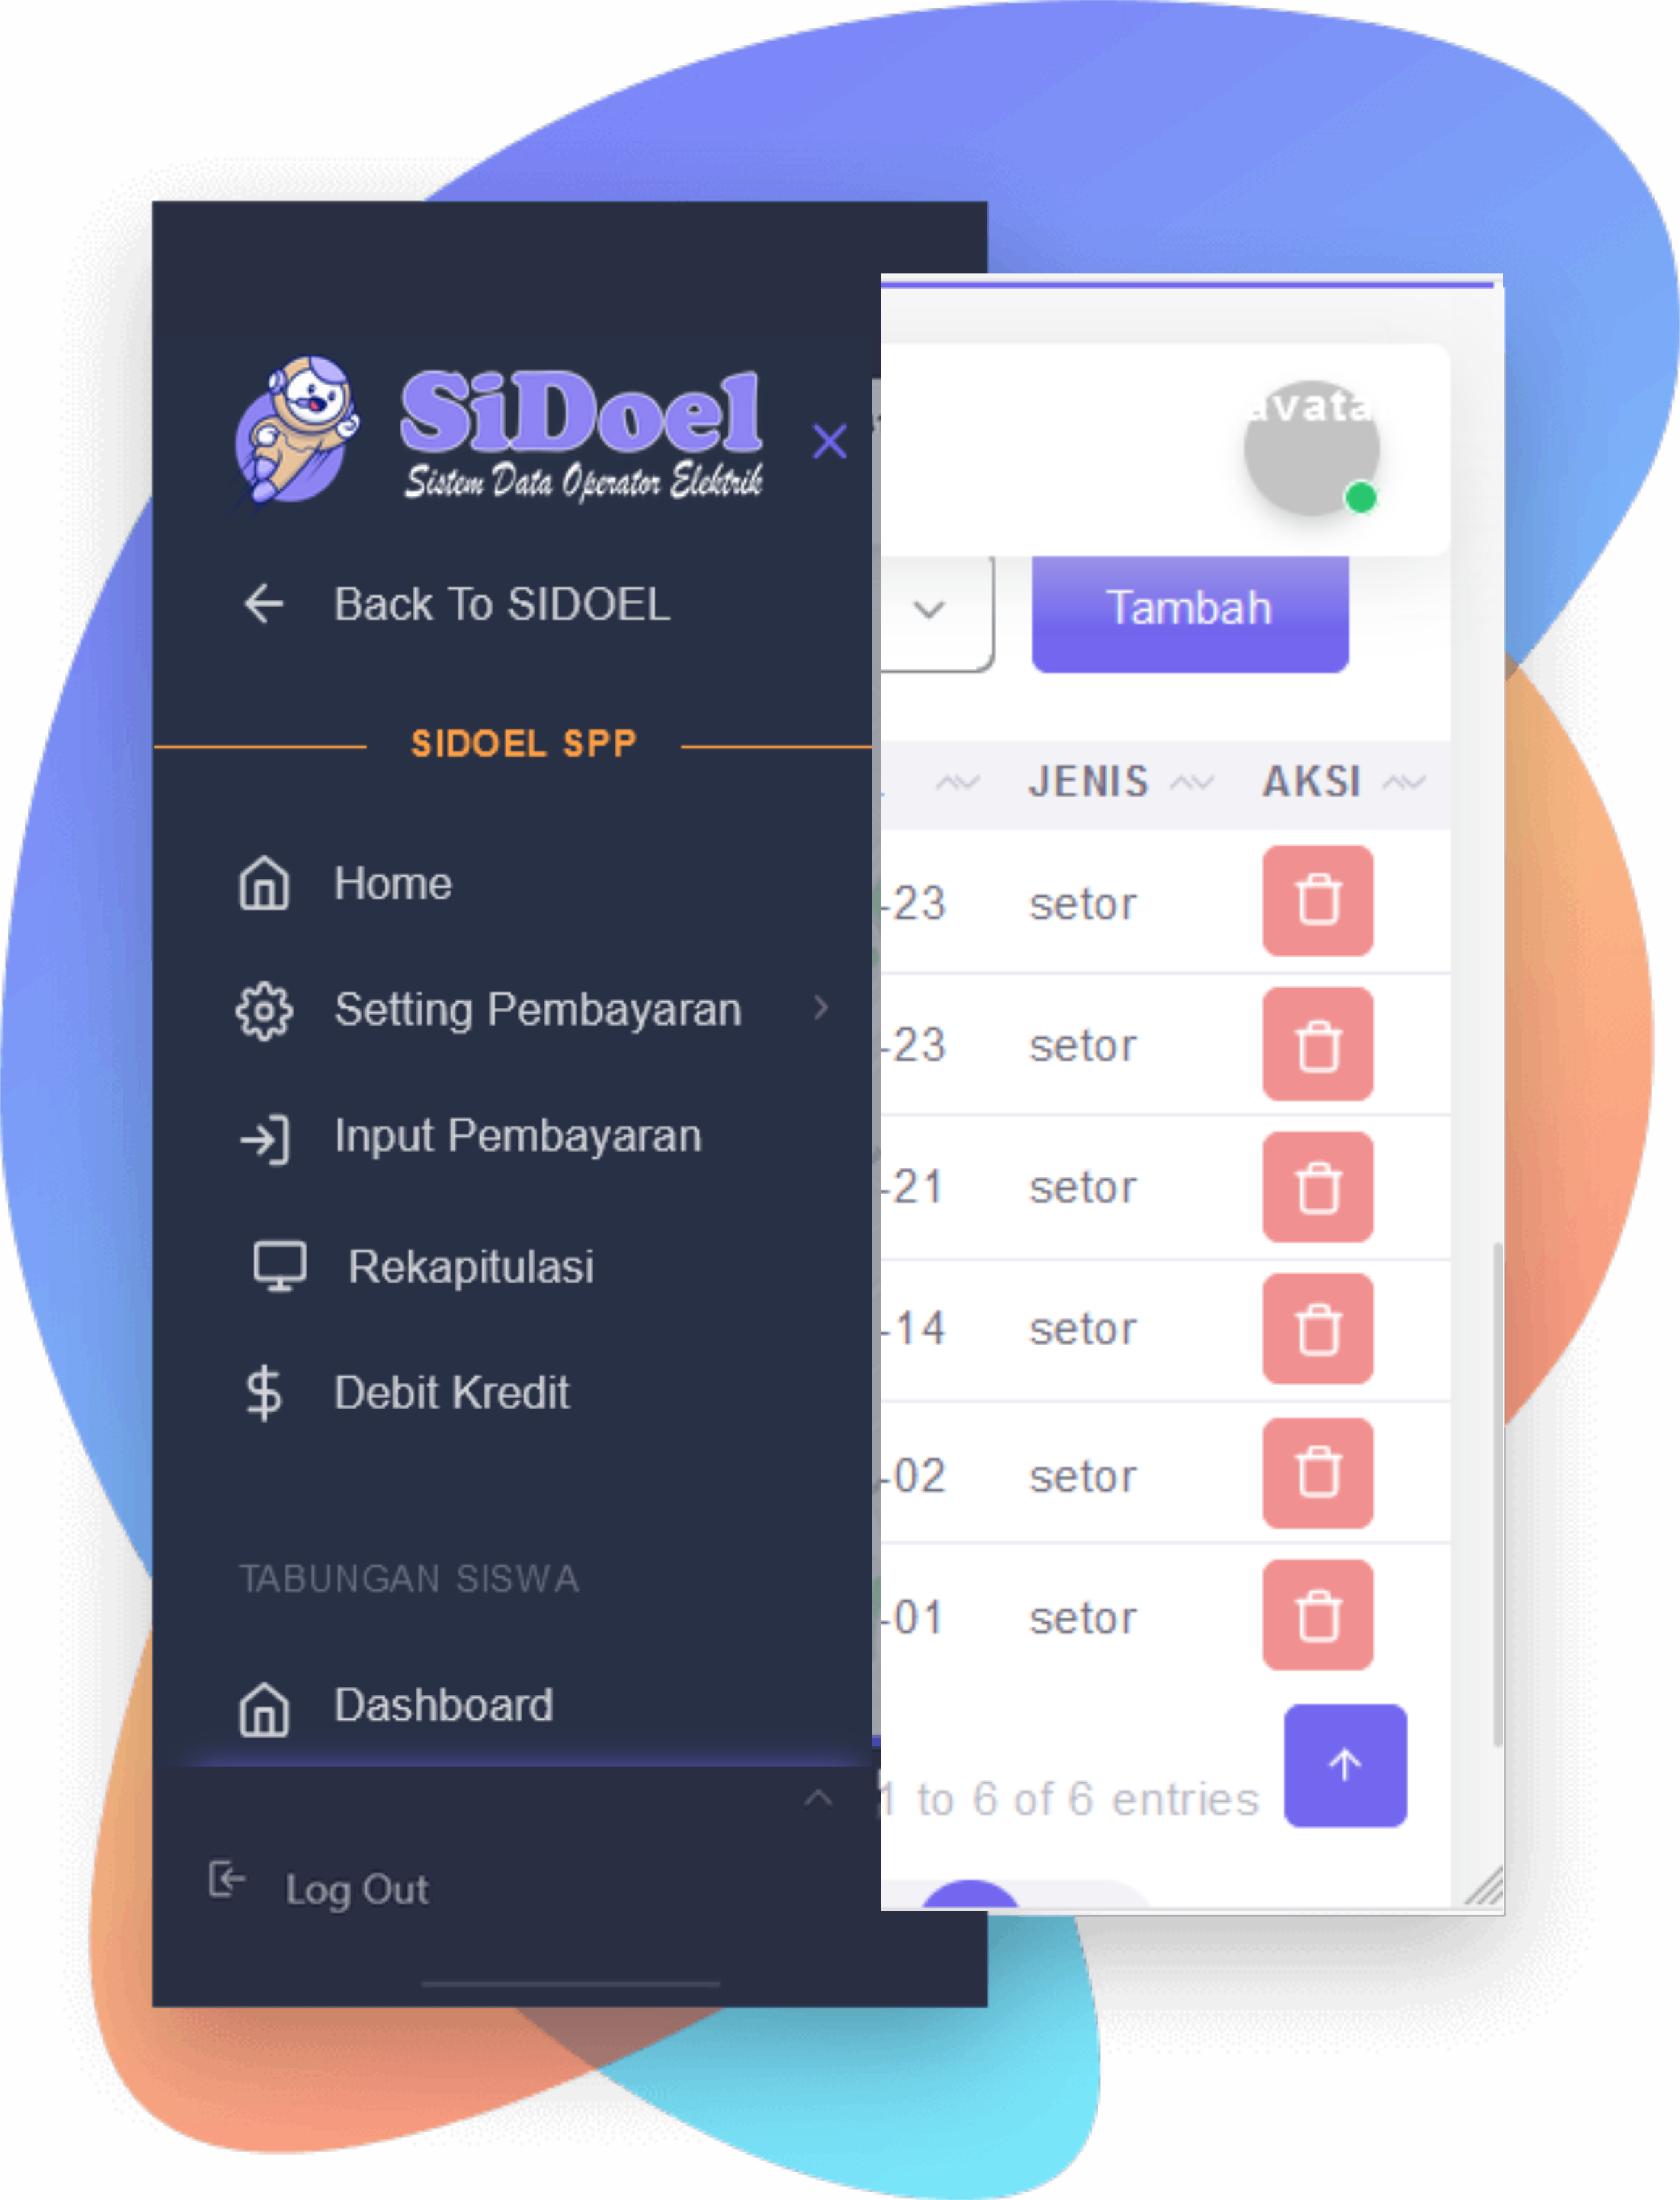 SiDoel
Sistem Data Operator Elektrik
Back To SIDOEL
SIDOEL SPP
Home
Setting Pembayaran
Input Pembayaran
Rekapitulasi
Debit Kredit
TABUNGAN SISWA
Dashboard
Log Out
avata
Tambah
JENIS AKSI
-23 setor
-23 setor
-21 setor
-14 setor
-02 setor
-01 setor
1 to 6 of 6 entries